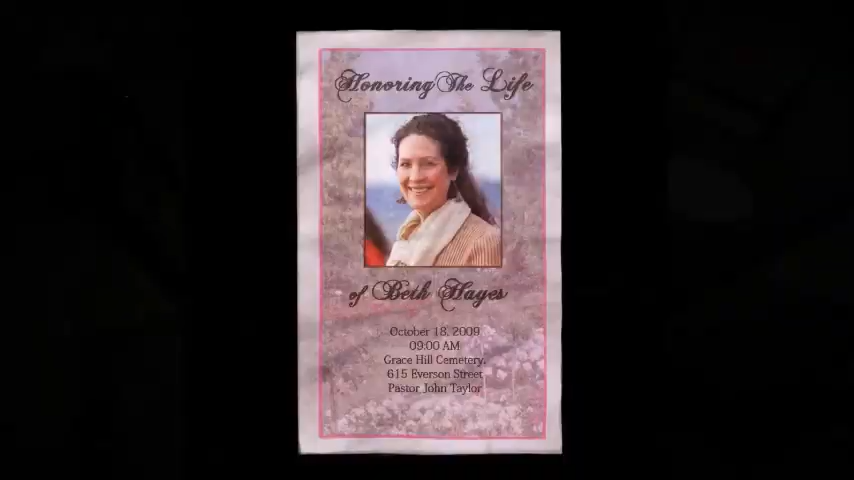 Honoring The Life
of Beth Hayes
October 18, 2009
09:00 AM
Grace Hill Cemetery.
615 Everson Street
Pastor John Taylor